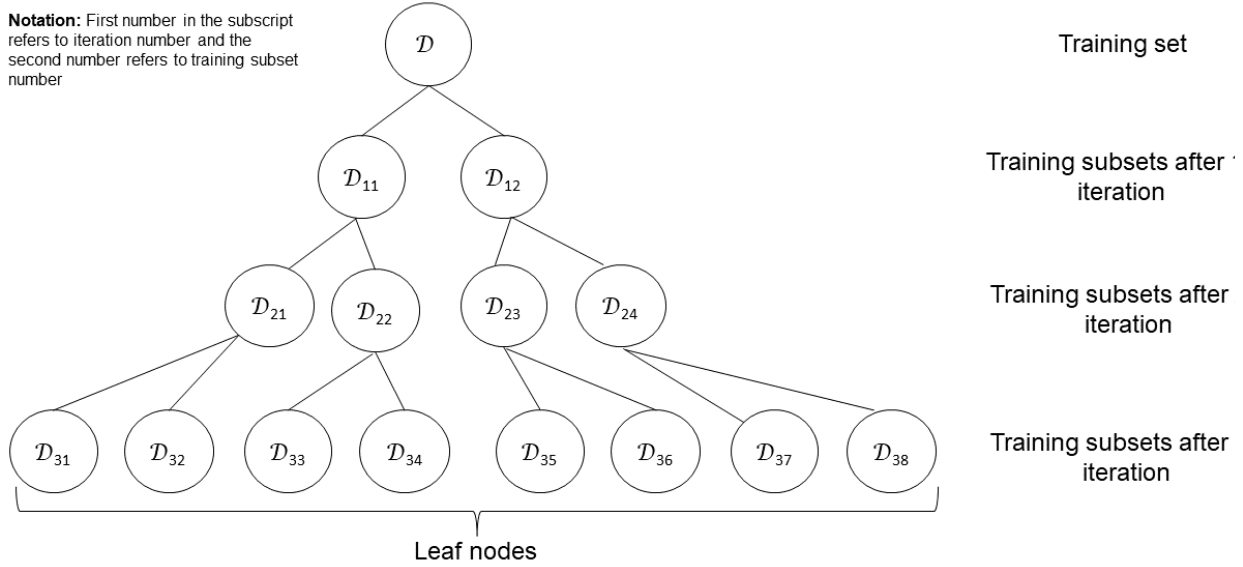 Notation: First number in the subscript
refers to iteration number and the
second number refers to training subset
number
𝒟
Training set
𝒟₁₁
𝒟₁₂
Training subsets after
iteration
𝒟₂₁
𝒟₂₂
𝒟₂₃
𝒟₂₄
Training subsets after
iteration
𝒟₃₁
𝒟₃₂
𝒟₃₃
𝒟₃₄
𝒟₃₅
𝒟₃₆
𝒟₃₇
𝒟₃₈
Training subsets after
iteration
Leaf nodes